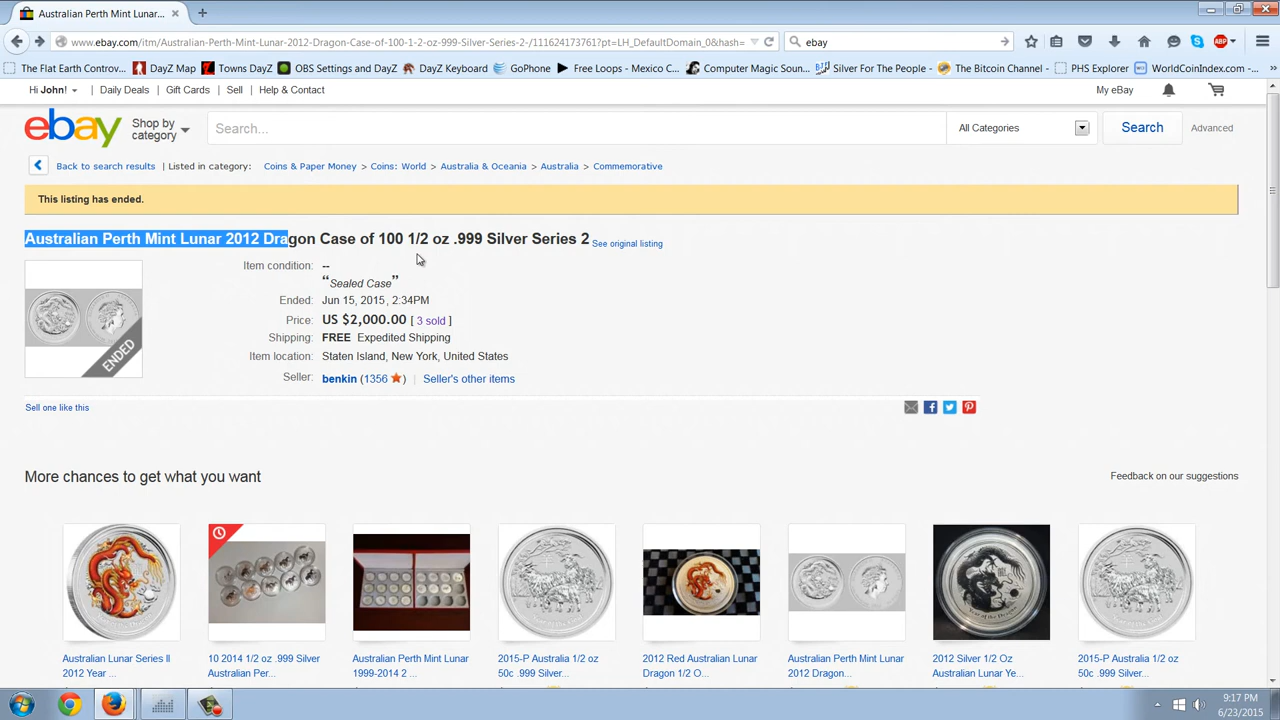 Australian Perth Mint Lunar...
www.ebay.com/itm/Australian-Perth-Mint-Lunar-2012-Dragon-Case-of-100-1-2-oz-999-Silver-Series-2-/111624173761?pt=LH_DefaultDomain_0&hash=
ebay
The Flat Earth Controv... DayZ Map Towns DayZ OBS Settings and DayZ DayZ Keyboard GoPhone Free Loops - Mexico C... Computer Magic Soun... Silver For The People - ... The Bitcoin Channel - ... PHS Explorer WorldCoinIndex.com -...
Hi John! Daily Deals Gift Cards Sell Help & Contact My eBay
ebay Shop by category Search... All Categories Search Advanced
Back to search results | Listed in category: Coins & Paper Money > Coins: World > Australia & Oceania > Australia > Commemorative
This listing has ended.
Australian Perth Mint Lunar 2012 Dragon Case of 100 1/2 oz .999 Silver Series 2 See original listing
Item condition: --
“Sealed Case”
Ended: Jun 15, 2015 , 2:34PM
Price: US $2,000.00 [ 3 sold ]
Shipping: FREE Expedited Shipping
Item location: Staten Island, New York, United States
Seller: benkin (1356 ) | Seller's other items
ENDED
Sell one like this
More chances to get what you want Feedback on our suggestions
Australian Lunar Series II 2012 Year ...
10 2014 1/2 oz .999 Silver Australian Per...
Australian Perth Mint Lunar 1999-2014 2 ...
2015-P Australia 1/2 oz 50c .999 Silver...
2012 Red Australian Lunar Dragon 1/2 O...
Australian Perth Mint Lunar 2012 Dragon...
2012 Silver 1/2 Oz Australian Lunar Ye...
2015-P Australia 1/2 oz 50c .999 Silver...
9:17 PM
6/23/2015